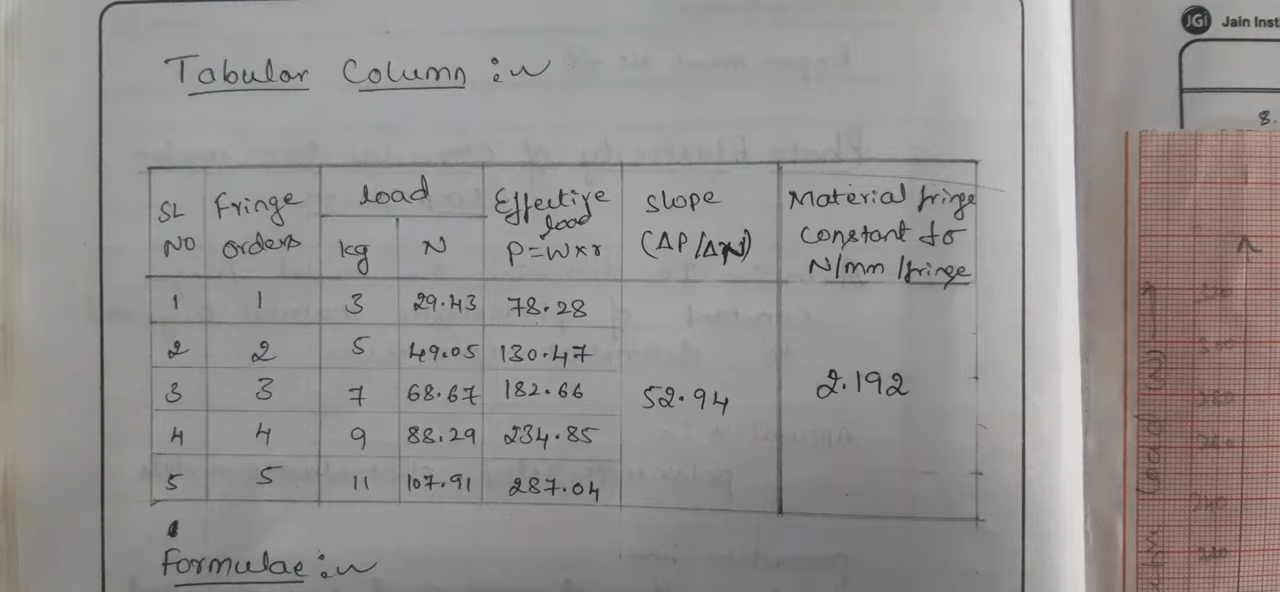 JGI Jain Inst
8.
Tabular Column :~
SL NO Fringe orders load Effective load P=W×r slope (ΔP/ΔN) Material fringe constant fσ N/mm/fringe
kg N
1 1 3 29.43 78.28
2 2 5 49.05 130.47
3 3 7 68.67 182.66 52.94 2.192
4 4 9 88.29 234.85
5 5 11 107.91 287.04
Formulae :~